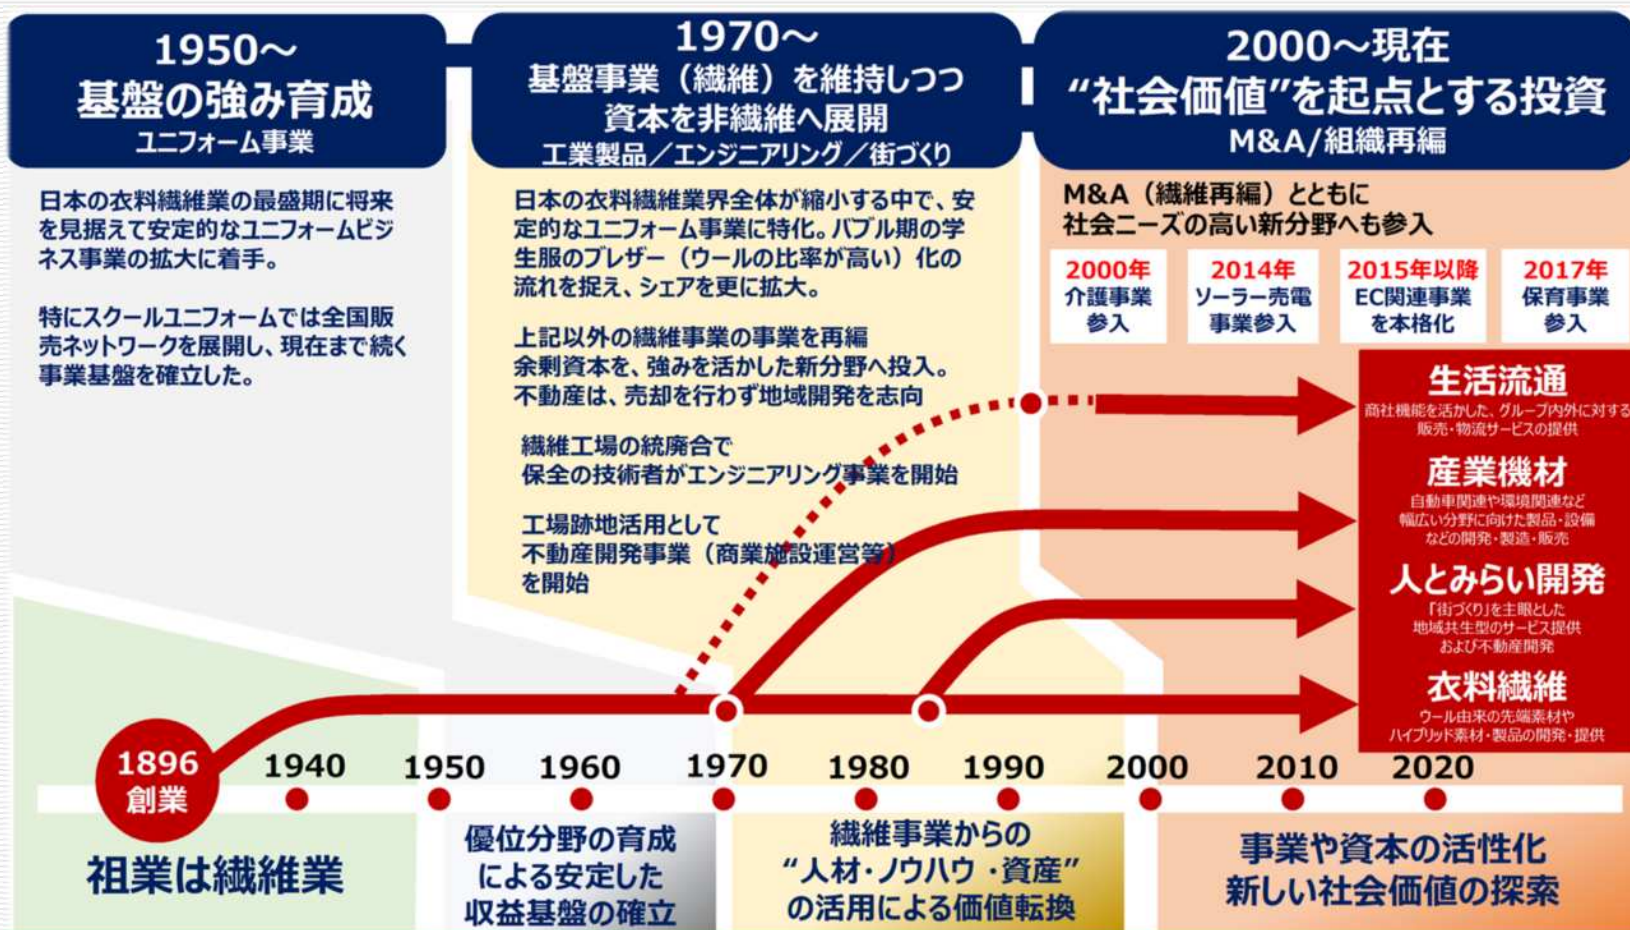 1950～
基盤の強み育成
ユニフォーム事業
日本の衣料繊維業の最盛期に将来
を見据えて安定的なユニフォームビジ
ネス事業の拡大に着手。
特にスクールユニフォームでは全国販
売ネットワークを展開し、現在まで続く
事業基盤を確立した。
1970～
基盤事業（繊維）を維持しつつ
資本を非繊維へ展開
工業製品／エンジニアリング／街づくり
日本の衣料繊維業界全体が縮小する中で、安
定的なユニフォーム事業に特化。バブル期の学
生服のブレザー（ウールの比率が高い）化の
流れを捉え、シェアを更に拡大。
上記以外の繊維事業の事業を再編
余剰資本を、強みを活かした新分野へ投入。
不動産は、売却を行わず地域開発を志向
繊維工場の統廃合で
保全の技術者がエンジニアリング事業を開始
工場跡地活用として
不動産開発事業（商業施設運営等）
を開始
2000～現在
“社会価値”を起点とする投資
M&A/組織再編
M&A（繊維再編）とともに
社会ニーズの高い新分野へも参入
2000年
介護事業
参入
2014年
ソーラー売電
事業参入
2015年以降
EC関連事業
を本格化
2017年
保育事業
参入
生活流通
商社機能を活かした、グループ内外に対する
販売・物流サービスの提供
産業機材
自動車関連や環境関連など
幅広い分野に向けた製品・設備
などの開発・製造・販売
人とみらい開発
「街づくり」を主眼とした
地域共生型のサービス提供
および不動産開発
衣料繊維
ウール由来の先端素材や
ハイブリッド素材・製品の開発・提供
1896
創業
1940
1950
1960
1970
1980
1990
2000
2010
2020
祖業は繊維業
優位分野の育成
による安定した
収益基盤の確立
繊維事業からの
“人材・ノウハウ・資産”
の活用による価値転換
事業や資本の活性化
新しい社会価値の探索